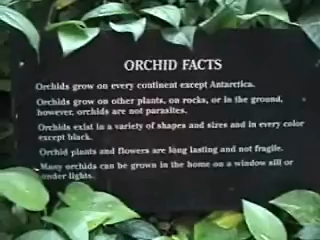 ORCHID FACTS
Orchids grow on every continent except Antarctica.
Orchids grow on other plants, on rocks, or in the ground,
however, orchids are not parasites.
Orchids exist in a variety of shapes and sizes and in every color
except black.
Orchid plants and flowers are long lasting and not fragile.
Many orchids can be grown in the home on a window sill or
under lights.